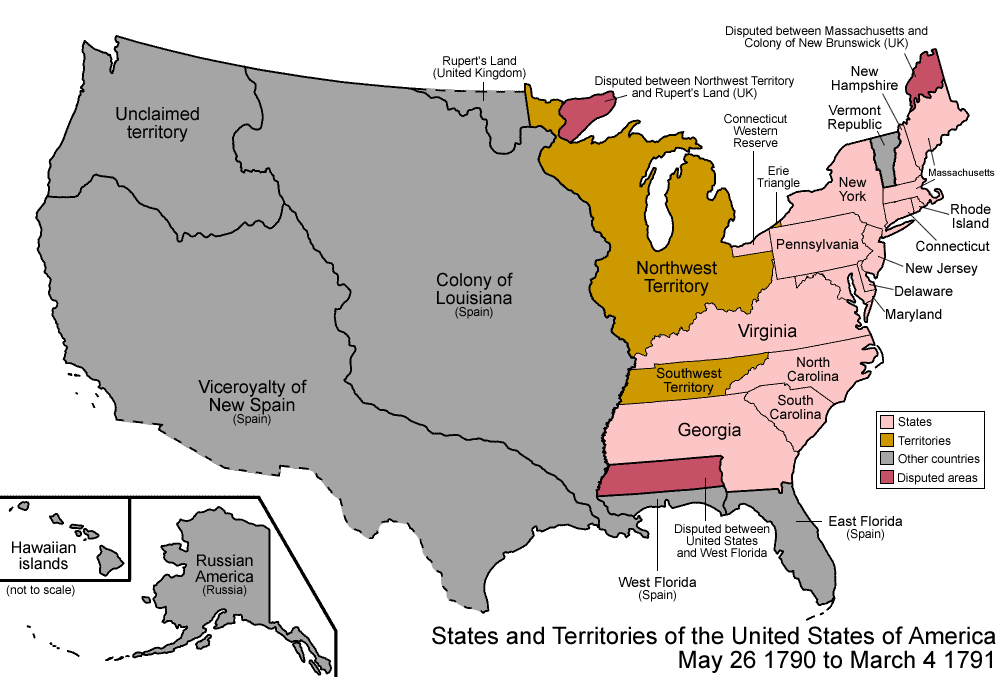 Disputed between Massachusetts and
Colony of New Brunswick (UK)
Rupert's Land
(United Kingdom)
Disputed between Northwest Territory
and Rupert's Land (UK)
New
Hampshire
Vermont
Republic
Connecticut
Western
Reserve
Erie
Triangle
Massachusetts
Unclaimed
territory
New
York
Rhode
Island
Connecticut
Pennsylvania
New Jersey
Northwest
Territory
Delaware
Maryland
Colony of
Louisiana
(Spain)
Virginia
North
Carolina
Southwest
Territory
South
Carolina
Viceroyalty of
New Spain
(Spain)
Georgia
States
Territories
Other countries
Disputed areas
East Florida
(Spain)
Disputed between
United States
and West Florida
West Florida
(Spain)
Hawaiian
islands
(not to scale)
Russian
America
(Russia)
States and Territories of the United States of America
May 26 1790 to March 4 1791